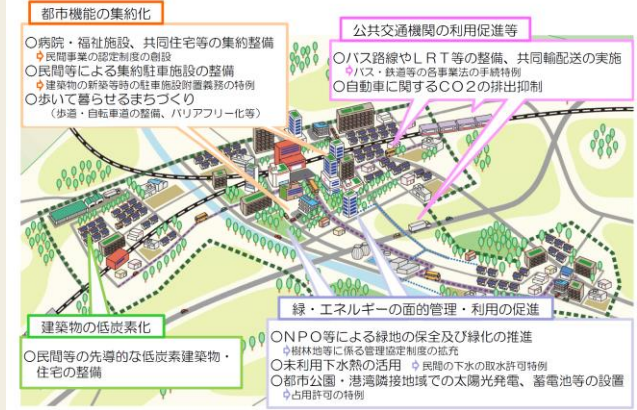 都市機能の集約化
○病院・福祉施設、共同住宅等の集約整備
⇨民間事業の認定制度の創設
○民間等による集約駐車施設の整備
⇨建築物の新築等時の駐車施設附置義務の特例
○歩いて暮らせるまちづくり
（歩道・自転車道の整備、バリアフリー化等）
公共交通機関の利用促進等
○バス路線やＬＲＴ等の整備、共同輸配送の実施
⇨バス・鉄道等の各事業法の手続特例
○自動車に関するＣＯ２の排出抑制
建築物の低炭素化
○民間等の先導的な低炭素建築物・
住宅の整備
緑・エネルギーの面的管理・利用の促進
○ＮＰＯ等による緑地の保全及び緑化の推進
⇨樹林地等に係る管理協定制度の拡充
○未利用下水熱の活用 ⇨民間の下水の取水許可特例
○都市公園・港湾隣接地域での太陽光発電、蓄電池等の設置
⇨占用許可の特例